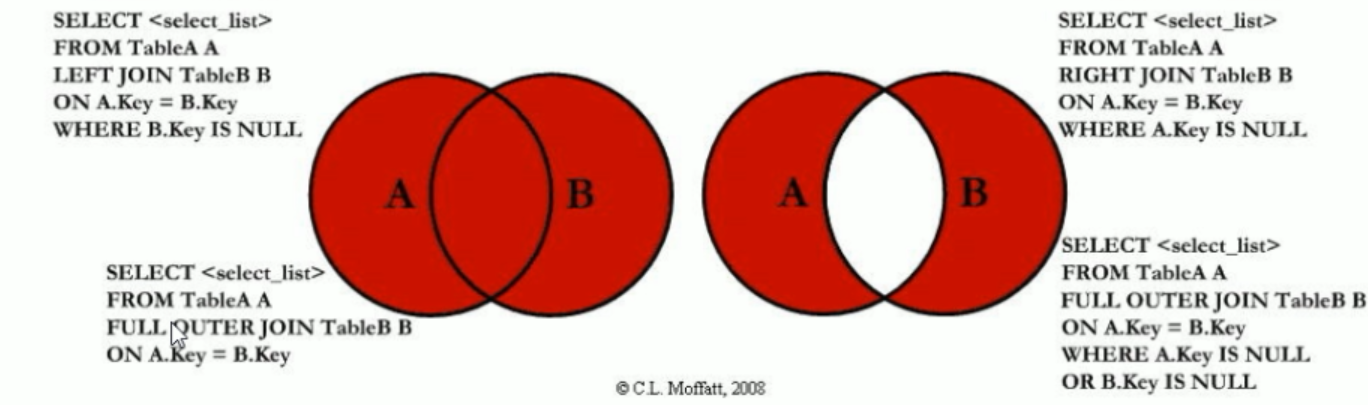 SELECT <select_list>
FROM TableA A
LEFT JOIN TableB B
ON A.Key = B.Key
WHERE B.Key IS NULL
SELECT <select_list>
FROM TableA A
RIGHT JOIN TableB B
ON A.Key = B.Key
WHERE A.Key IS NULL
A
B
A
B
SELECT <select_list>
FROM TableA A
FULL OUTER JOIN TableB B
ON A.Key = B.Key
SELECT <select_list>
FROM TableA A
FULL OUTER JOIN TableB B
ON A.Key = B.Key
WHERE A.Key IS NULL
OR B.Key IS NULL
© C.L. Moffatt, 2008